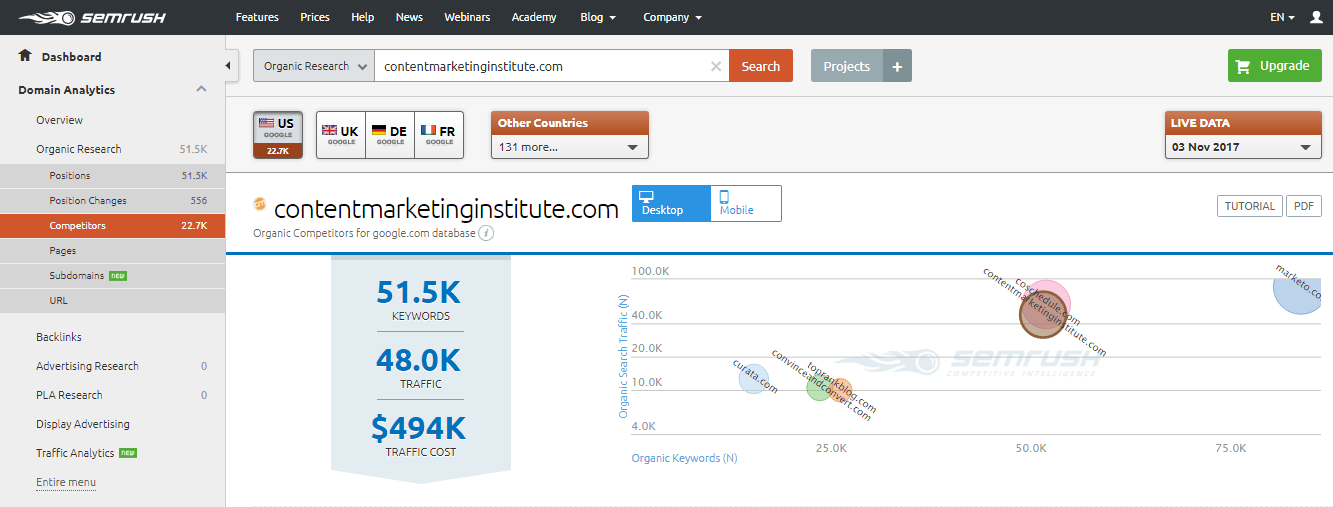 SEMRUSH
Features Prices Help News Webinars Academy Blog Company EN
Dashboard
Domain Analytics
Overview
Organic Research 51.5K
Positions 51.5K
Position Changes 556
Competitors 22.7K
Pages
Subdomains new
URL
Backlinks
Advertising Research 0
PLA Research 0
Display Advertising
Traffic Analytics new
Entire menu
Organic Research contentmarketinginstitute.com Search Projects + Upgrade
US
GOOGLE
22.7K
UK
GOOGLE
DE
GOOGLE
FR
GOOGLE
Other Countries
131 more...
LIVE DATA
03 Nov 2017
contentmarketinginstitute.com
Desktop
Mobile
TUTORIAL PDF
Organic Competitors for google.com database i
51.5K
KEYWORDS
48.0K
TRAFFIC
$494K
TRAFFIC COST
Organic Search Traffic (N)
100.0K
40.0K
20.0K
10.0K
4.0K
marketo.co
coschedule.com
contentmarketinginstitute.com
curata.com
toprankblog.com
convinceandconvert.com
SEMRUSH
COMPETITIVE INTELLIGENCE
25.0K 50.0K 75.0K
Organic Keywords (N)